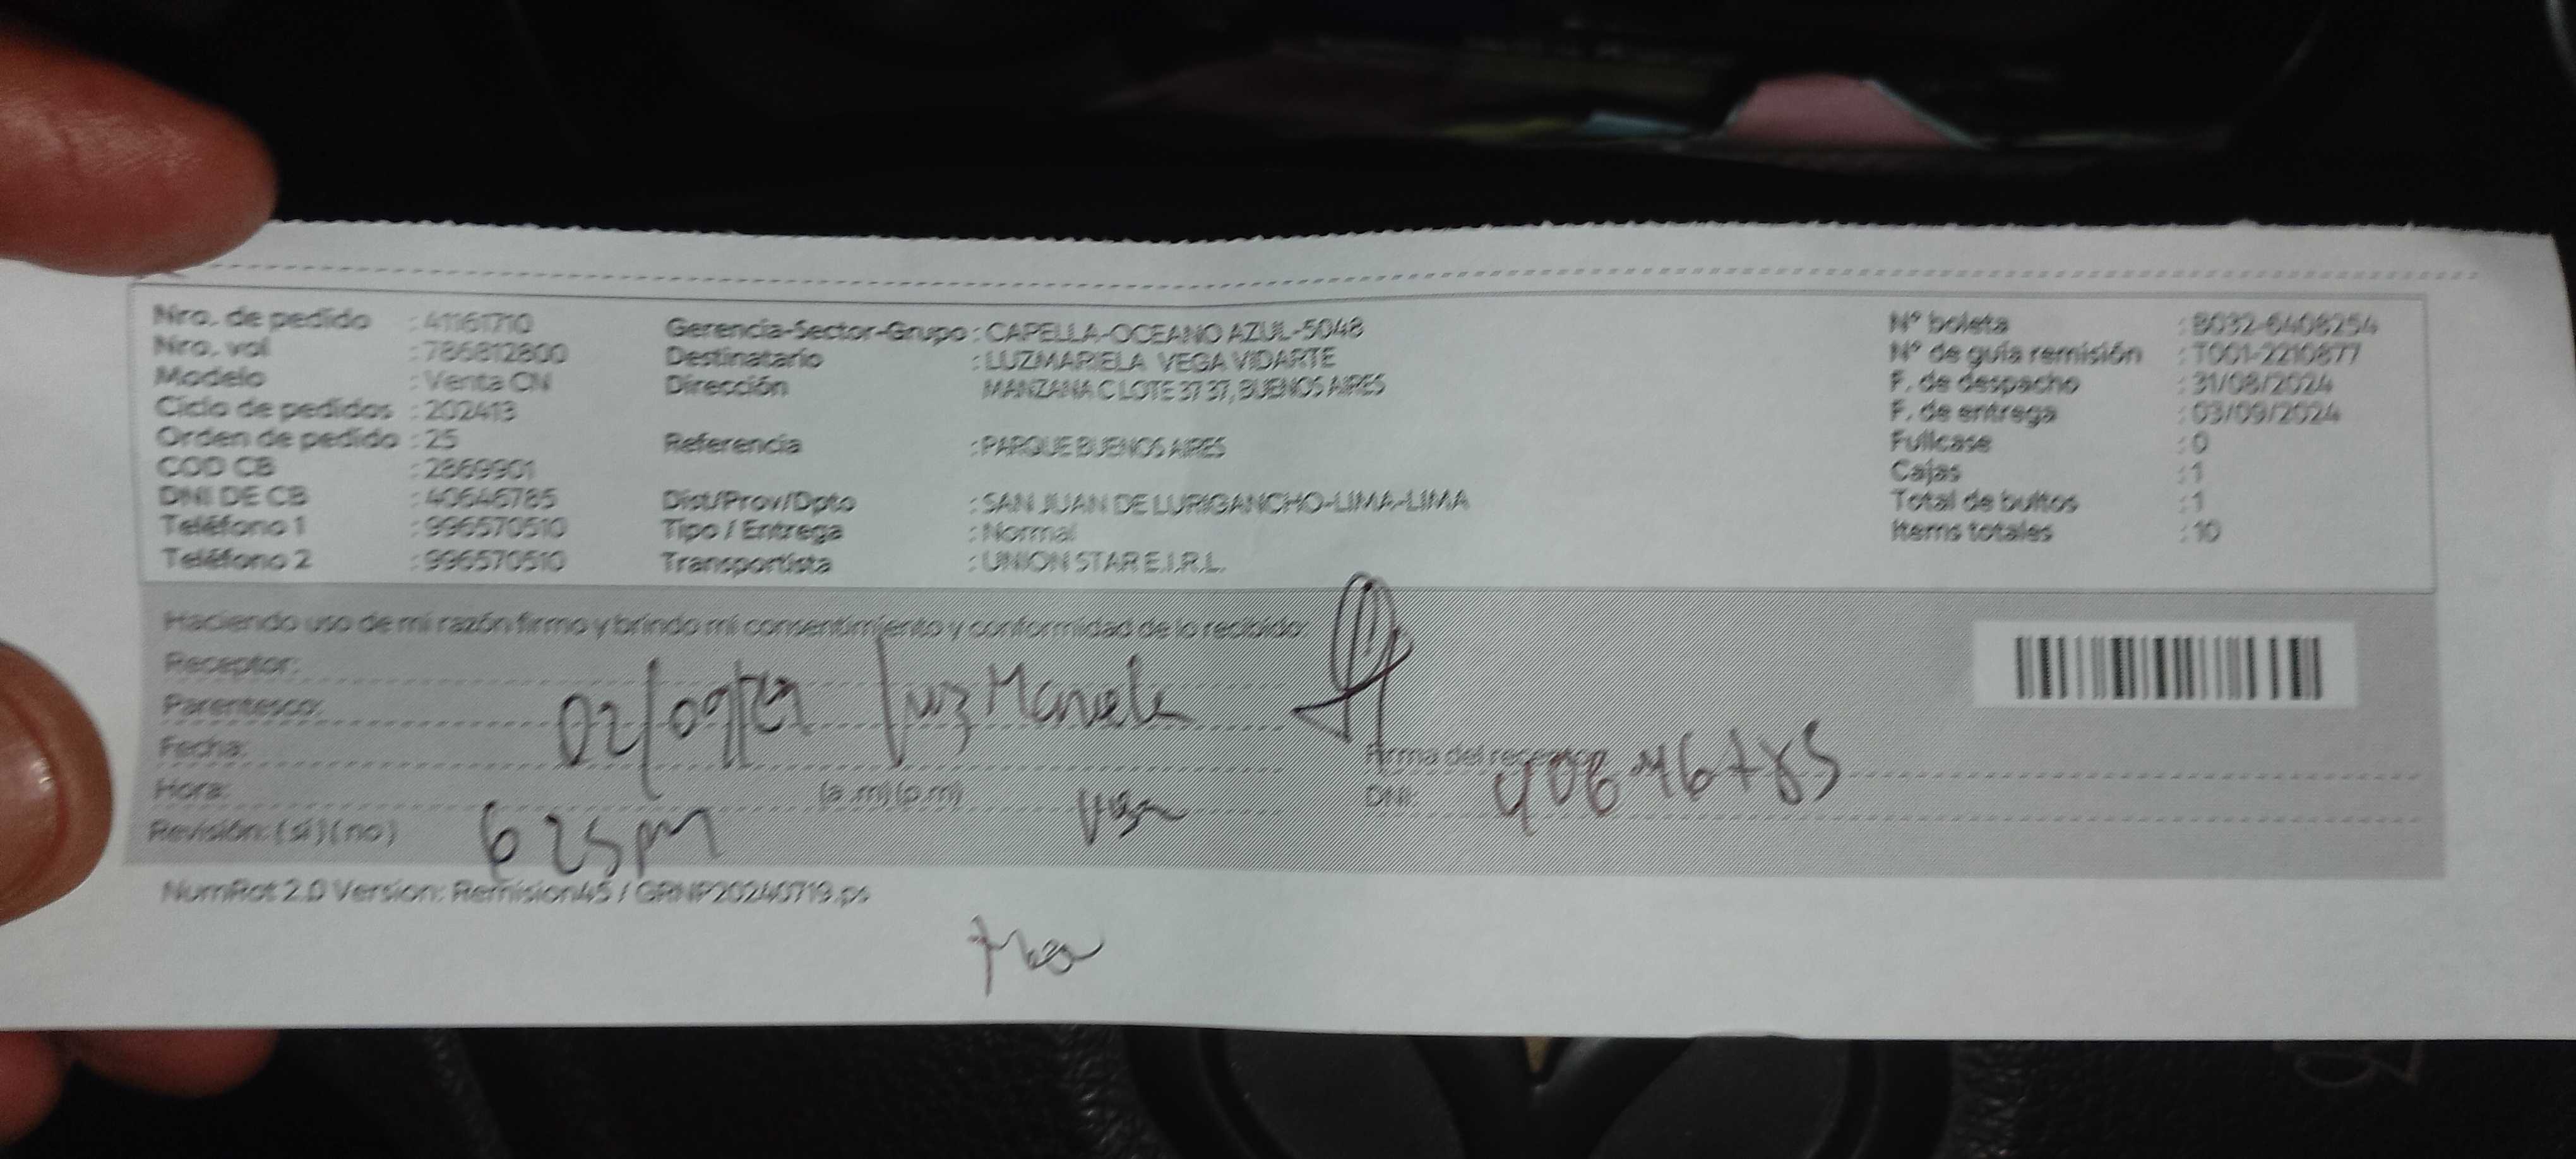 Nro. de pedido : 41161710
Nro. vol : 786812800
Modelo : Venta CN
Ciclo de pedidos : 202413
Orden de pedido : 25
COD CB : 2869901
DNI DE CB : 40646785
Teléfono 1 : 996570510
Teléfono 2 : 996570510
Gerencia-Sector-Grupo : CAPELLA-OCEANO AZUL-5048
Destinatario : LUZMARIELA VEGA VIDARTE
Dirección MANZANA C LOTE 37 37, BUENOS AIRES
Referencia : PARQUE BUENOS AIRES
Dist/Prov/Dpto : SAN JUAN DE LURIGANCHO-LIMA-LIMA
Tipo / Entrega : Normal
Transportista : UNION STAR E.I.R.L.
N° boleta : B032-6408254
N° de guía remisión : T001-2210877
F. de despacho : 31/08/2024
F. de entrega : 03/09/2024
Fullcase : 0
Cajas : 1
Total de bultos : 1
Items totales : 10
Haciendo uso de mi razón firmo y brindo mi consentimiento y conformidad de lo recibido:
Receptor:
Parentesco:
02/09/24 Luz Mariela
Fecha:
Firma del receptor
Hora: (a.m) (p.m)
DNI: 40646785
Revisión: (si) (no) 6 25 pm
NumRot 2.0 Version: Remision45 / GRNP20240719.ps